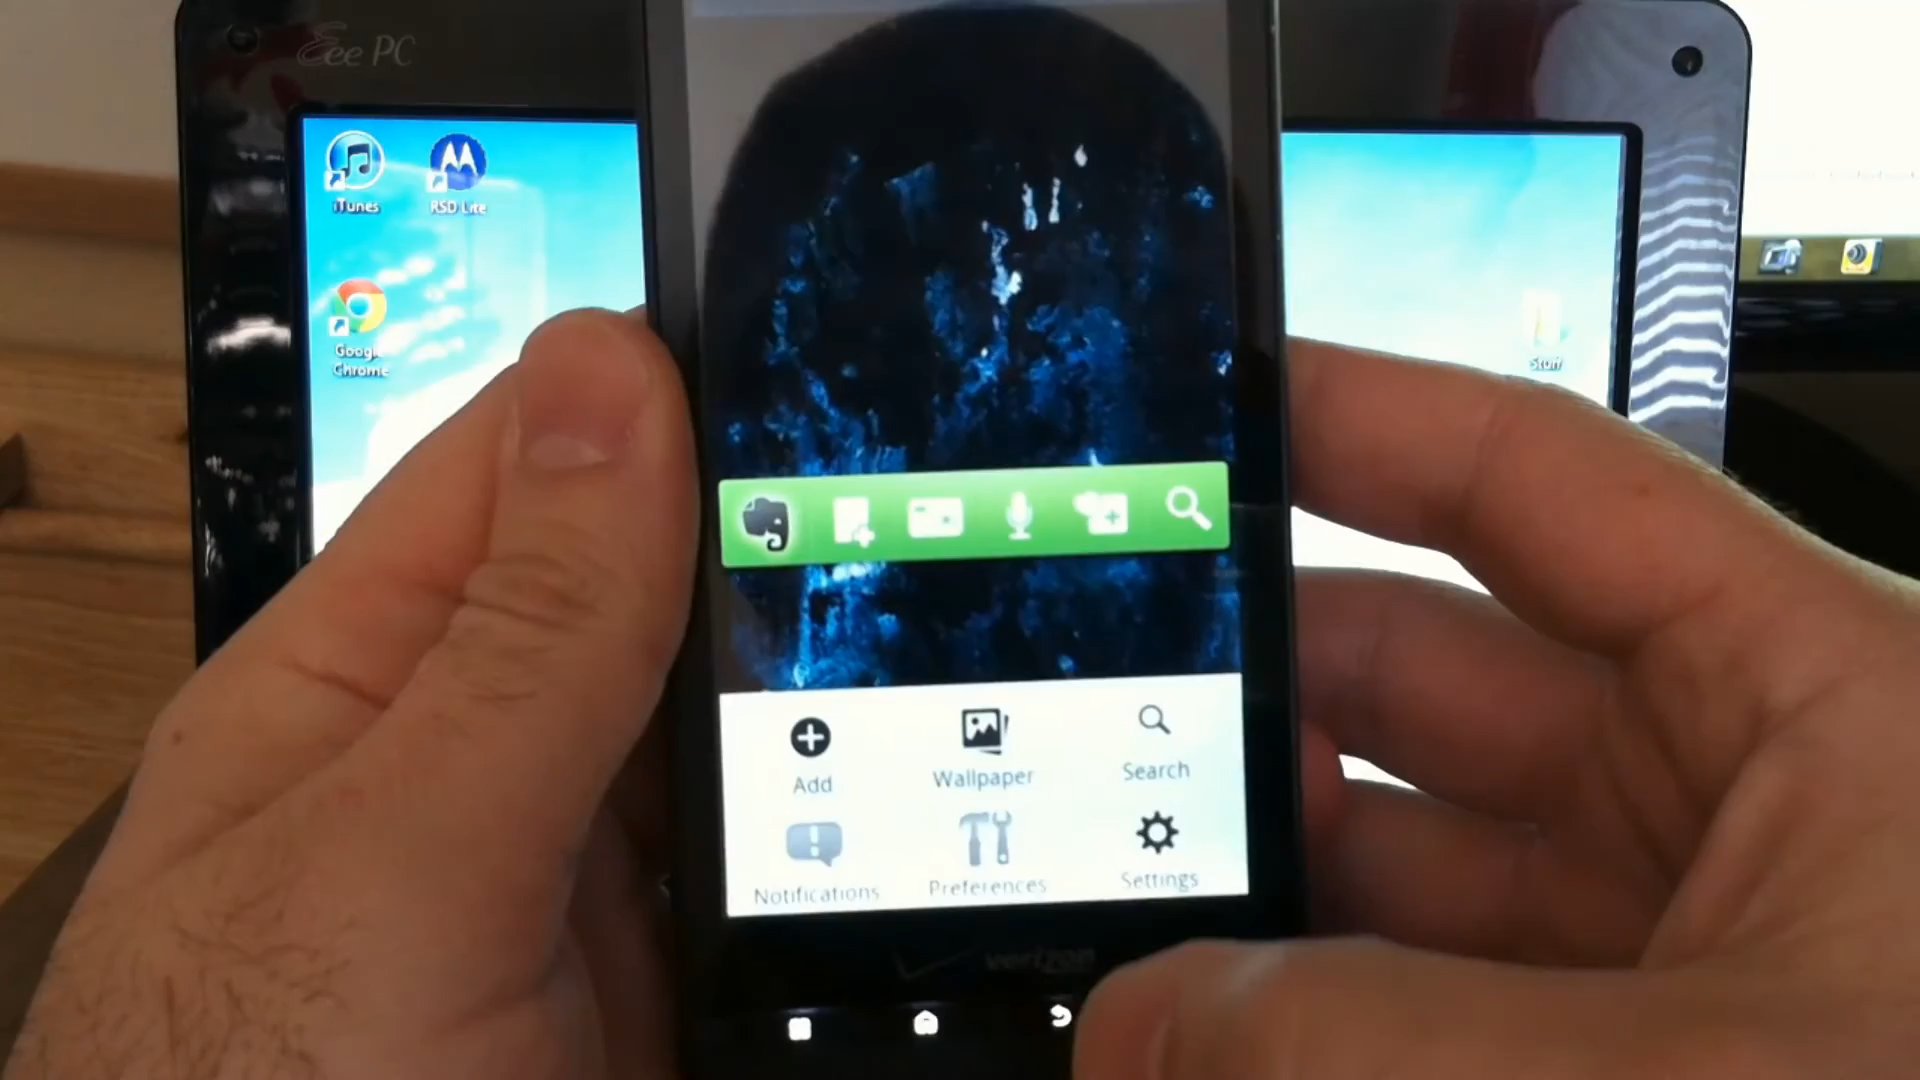 Eee PC
iTunes
RSD Lite
Google
Chrome
Stuff
Add
Wallpaper
Search
Notifications
Preferences
Settings
verizon